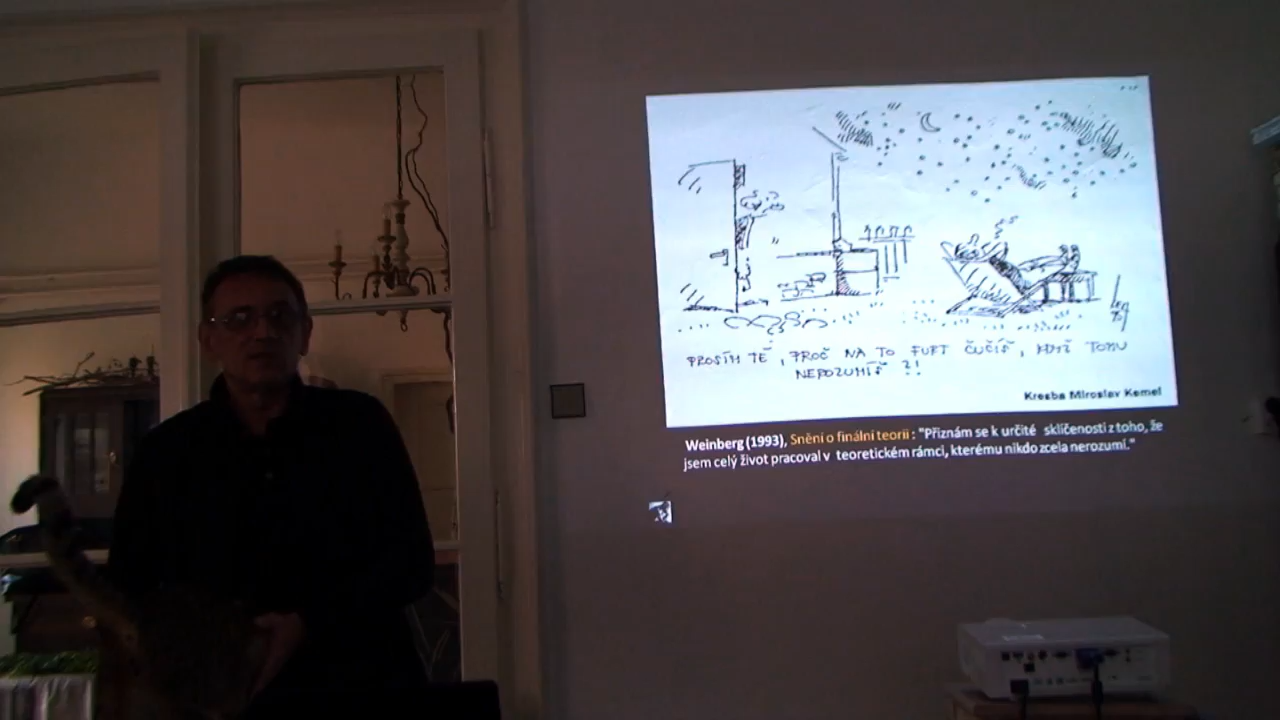 PROSÍM TĚ, PROČ NA TO FURT ČUČÍŠ, KDYŽ TOMU
NEROZUMÍŠ ?!
Kresba Miroslav Kemel
Weinberg (1993), Snění o finální teorii: "Přiznám se k určité sklíčenosti z toho, že
jsem celý život pracoval v teoretickém rámci, kterému nikdo zcela nerozumí."